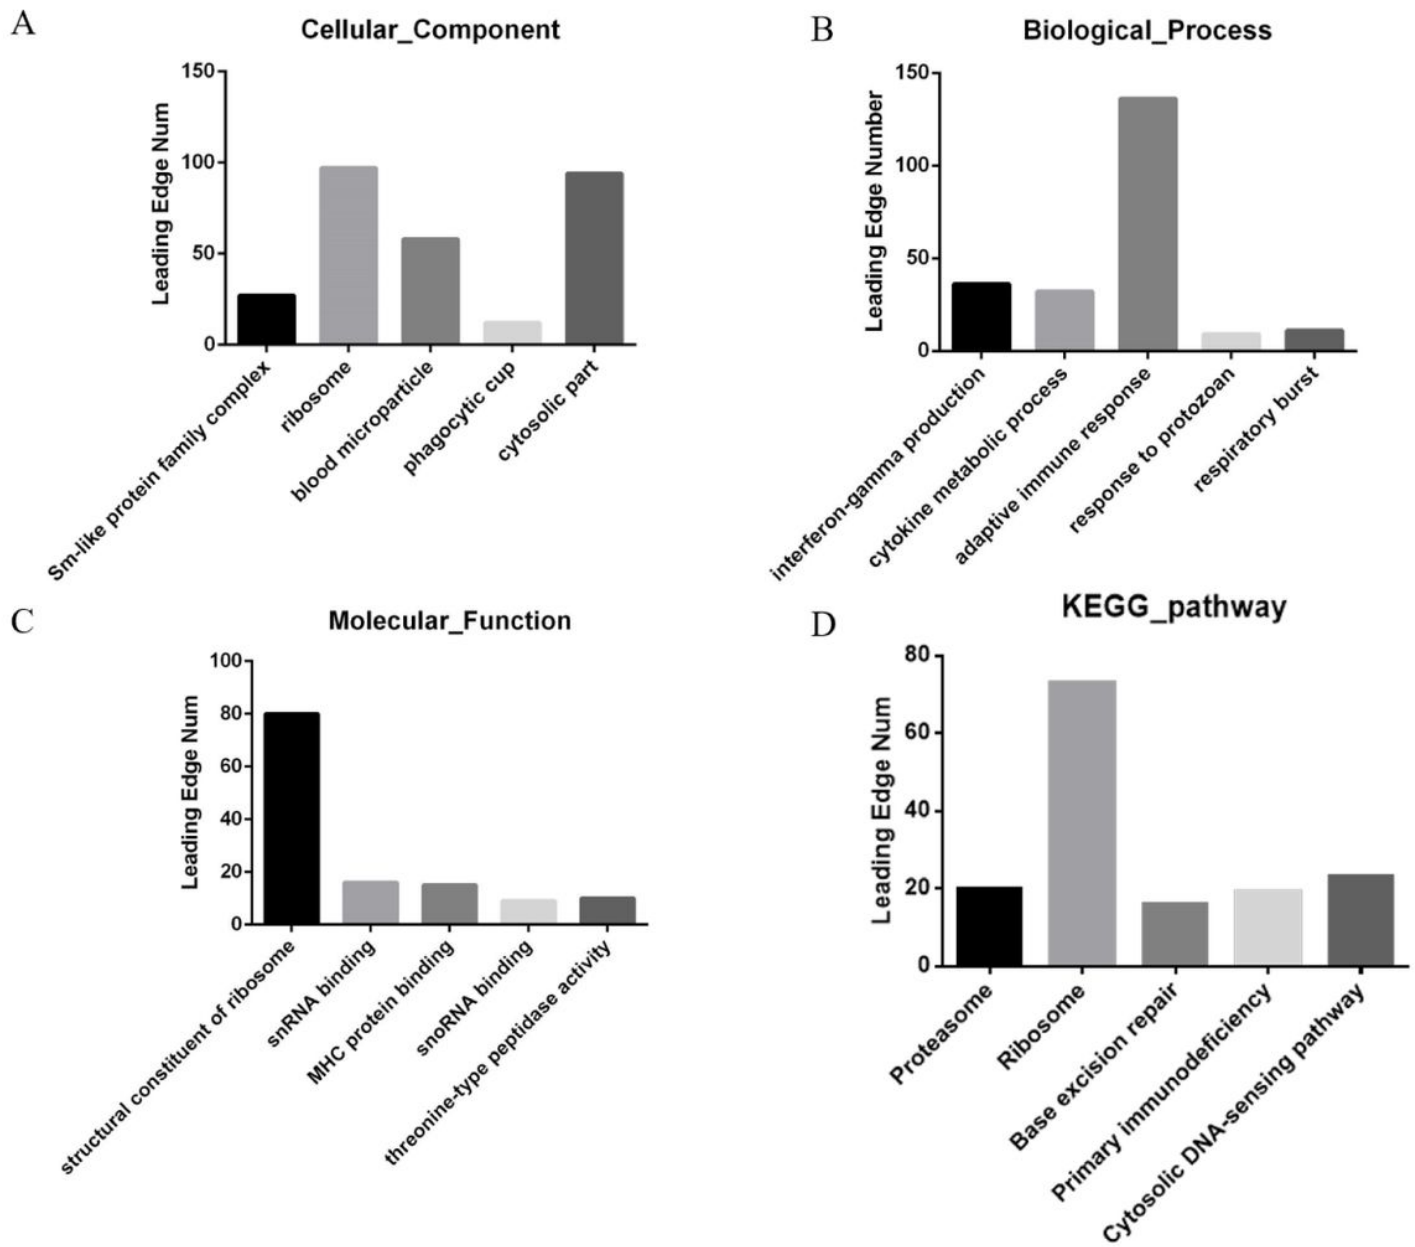 A
Cellular_Component
Leading Edge Num
150
100
50
0
Sm-like protein family complex
ribosome
blood microparticle
phagocytic cup
cytosolic part
B
Biological_Process
Leading Edge Number
150
100
50
0
interferon-gamma production
cytokine metabolic process
adaptive immune response
response to protozoan
respiratory burst
C
Molecular_Function
Leading Edge Num
100
80
60
40
20
0
structural constituent of ribosome
snRNA binding
MHC protein binding
snoRNA binding
threonine-type peptidase activity
D
KEGG_pathway
Leading Edge Num
80
60
40
20
0
Proteasome
Ribosome
Base excision repair
Primary immunodeficiency
Cytosolic DNA-sensing pathway